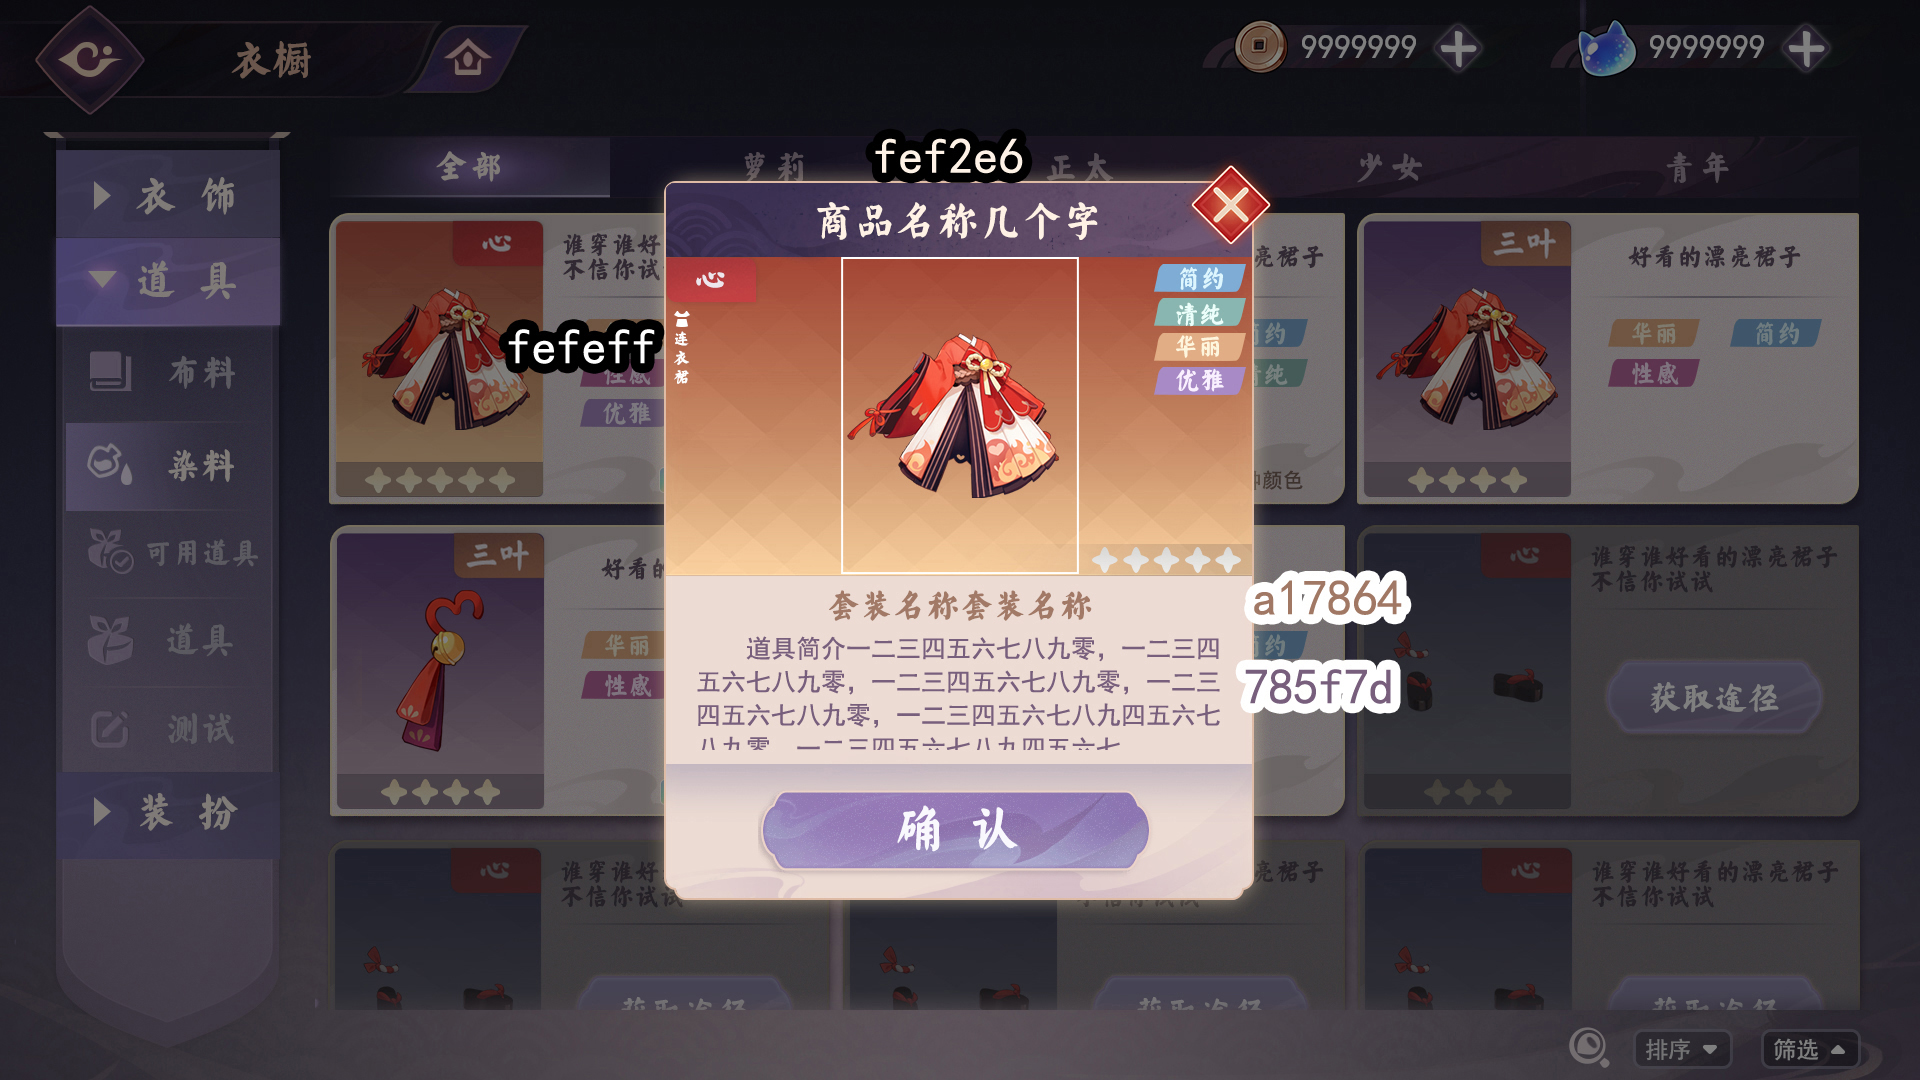 衣橱
9999999
9999999
衣饰
道具
布料
染料
可用道具
道具
测试
装扮
全部
萝莉
正太
少女
青年
fef2e6
商品名称几个字
心
连衣裙
简约
清纯
华丽
优雅
fefeff
套装名称套装名称
a17864
道具简介一二三四五六七八九零，一二三四
五六七八九零，一二三四五六七八九零，一二三
四五六七八九零，一二三四五六七八九四五六七
八九零，一二三四五六七八九四五六七
785f7d
确认
心
谁穿谁好
不信你试
性感
优雅
亮裙子
约
纯
颜色
三叶
好看的漂亮裙子
华丽
简约
性感
三叶
好看的
华丽
性感
约
心
谁穿谁好看的漂亮裙子
不信你试试
获取途径
心
谁穿谁好
不信你试试
获取途径
亮裙子
不信你试试
获取途径
心
谁穿谁好看的漂亮裙子
不信你试试
获取途径
排序
筛选